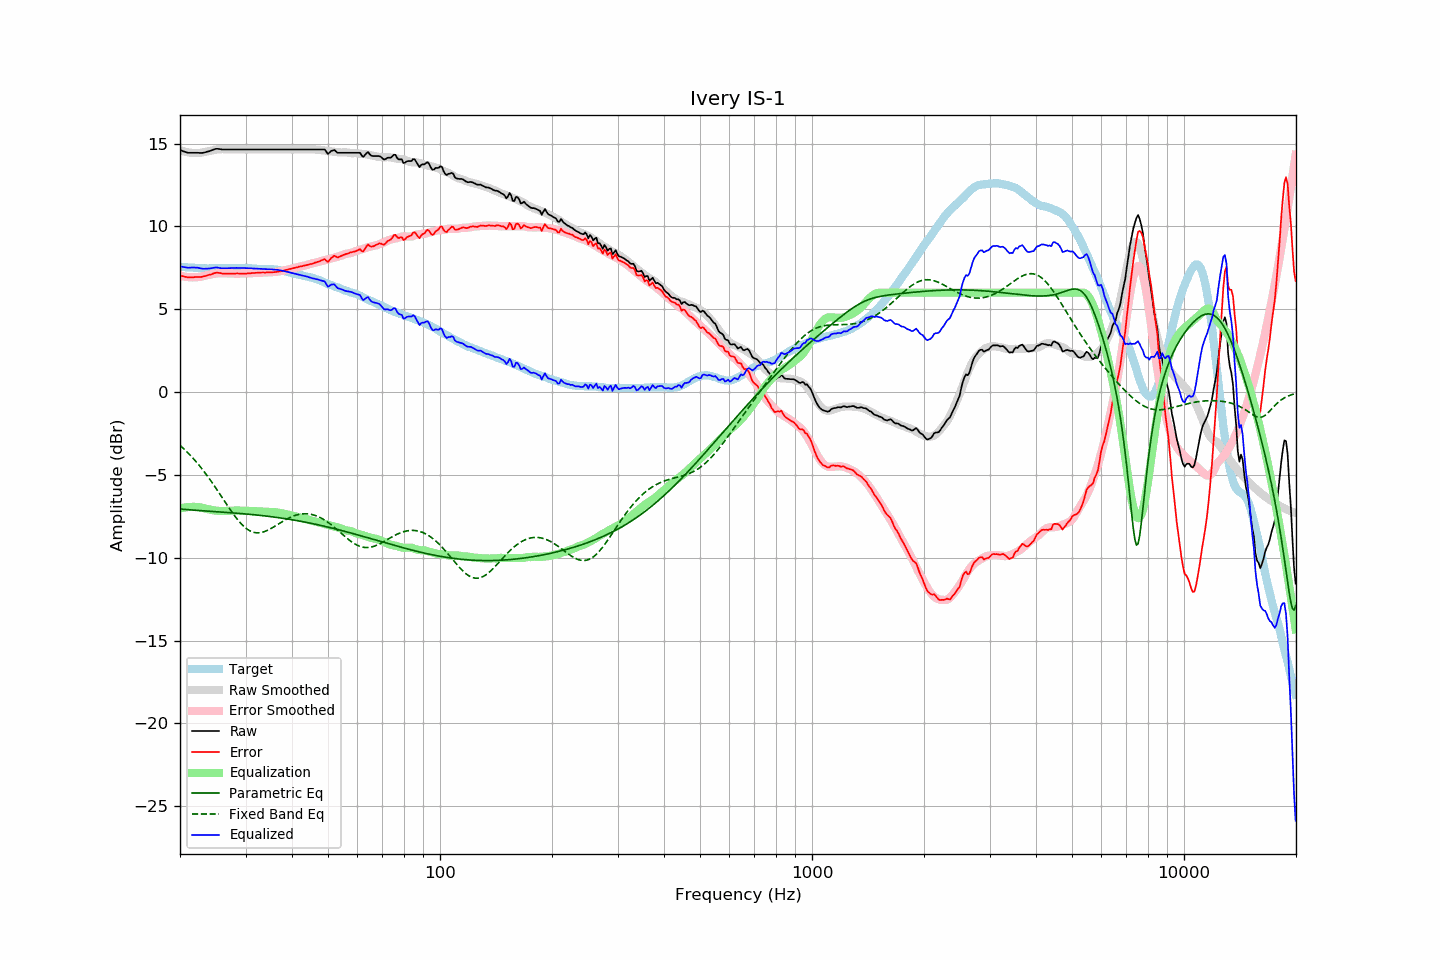 Ivery IS-1
15
10
5
0
−5
−10
−15
−20
−25
Amplitude (dBr)
Target
Raw Smoothed
Error Smoothed
Raw
Error
Equalization
Parametric Eq
Fixed Band Eq
Equalized
100
1000
10000
Frequency (Hz)